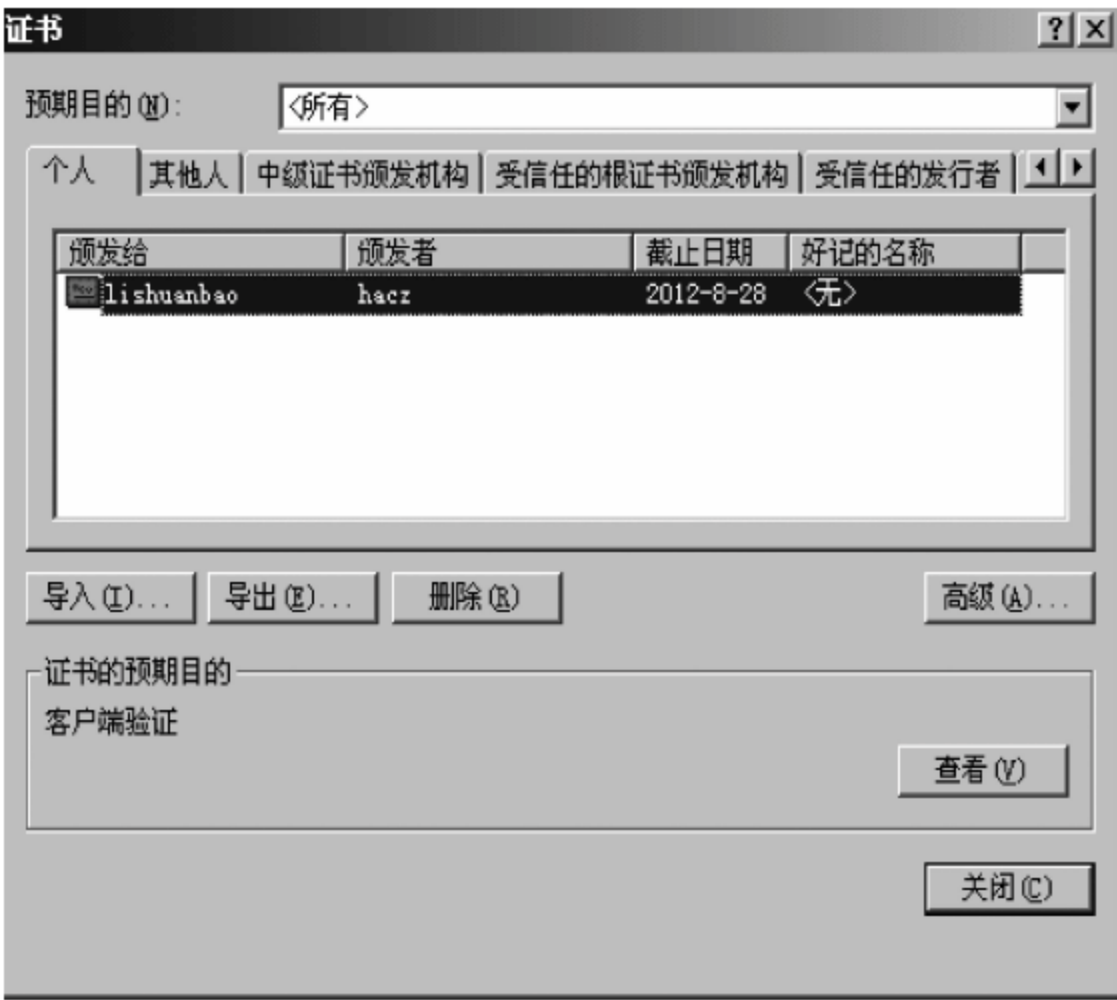 证书
预期目的(N): <所有>
个人 其他人 中级证书颁发机构 受信任的根证书颁发机构 受信任的发行者
颁发给 颁发者 截止日期 好记的名称
lishuanbao hacz 2012-8-28 <无>
导入(I)... 导出(E)... 删除(R) 高级(A)...
证书的预期目的
客户端验证
查看(V)
关闭(C)